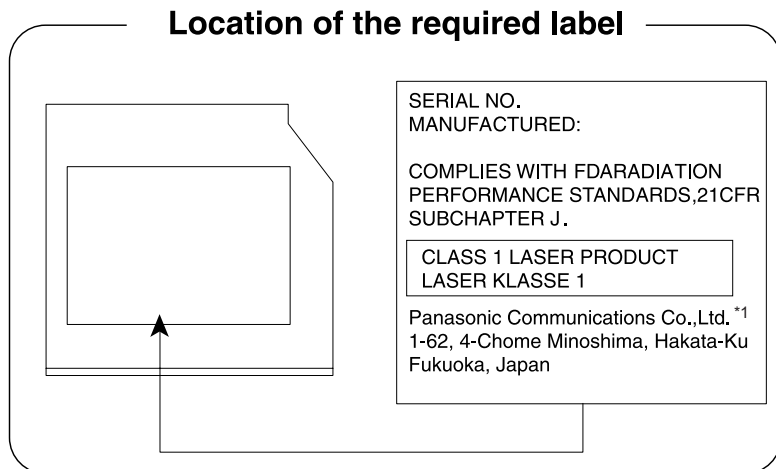 Location of the required label
SERIAL NO.
MANUFACTURED:
COMPLIES WITH FDARADIATION
PERFORMANCE STANDARDS,21CFR
SUBCHAPTER J.
CLASS 1 LASER PRODUCT
LASER KLASSE 1
Panasonic Communications Co.,Ltd. *1
1-62, 4-Chome Minoshima, Hakata-Ku
Fukuoka, Japan